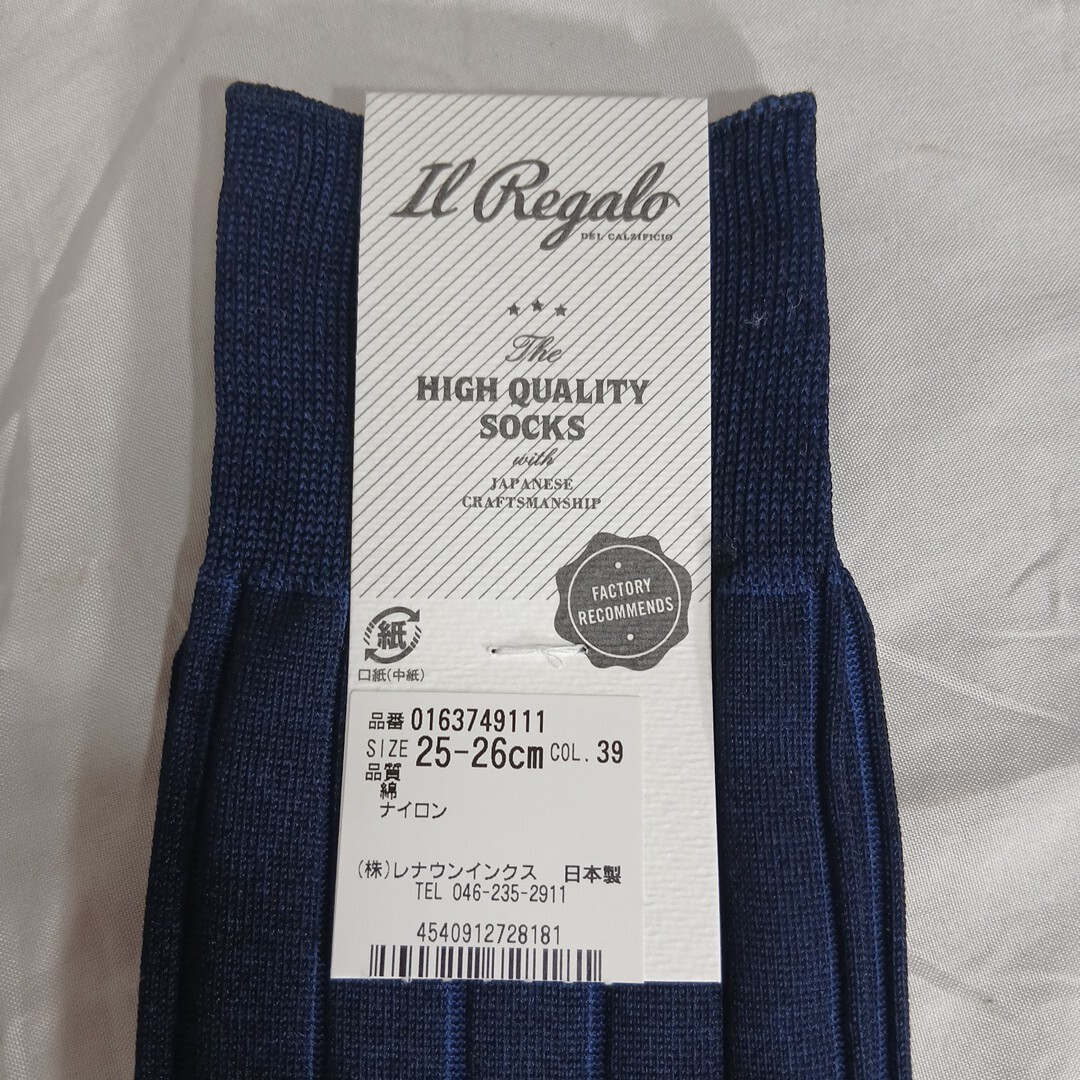 Il Regalo
DEL CALZIFICIO
The
HIGH QUALITY
SOCKS
with
JAPANESE
CRAFTSMANSHIP
FACTORY
RECOMMENDS
紙
口紙(中紙)
品番 0163749111
SIZE 25-26cm COL. 39
品質
綿
ナイロン
(株)レナウンインクス 日本製
TEL 046-235-2911
4540912728181